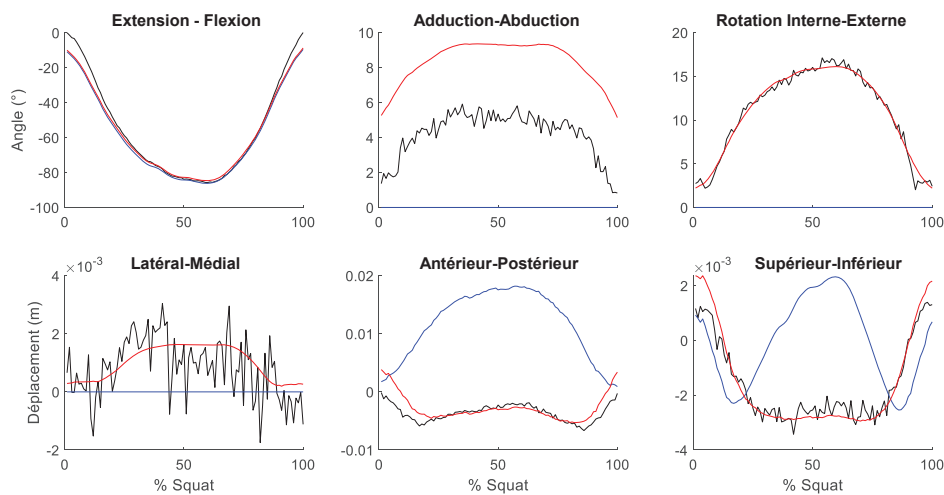 Extension - Flexion
Adduction-Abduction
Rotation Interne-Externe
Angle (°)
0
-20
-40
-60
-80
-100
0 50 100
10
8
6
4
2
0
0 50 100
20
15
10
5
0
0 50 100
Latéral-Médial
Antérieur-Postérieur
Supérieur-Inférieur
Déplacement (m)
×10⁻³
4
2
0
-2
0 50 100
% Squat
0.02
0.01
0
-0.01
0 50 100
% Squat
×10⁻³
2
0
-2
-4
0 50 100
% Squat